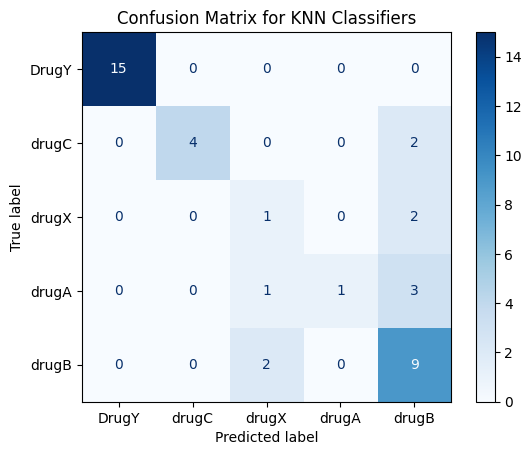 Confusion Matrix for KNN Classifiers
True label
DrugY 15 0 0 0 0
drugC 0 4 0 0 2
drugX 0 0 1 0 2
drugA 0 0 1 1 3
drugB 0 0 2 0 9
DrugY drugC drugX drugA drugB
Predicted label
14
12
10
8
6
4
2
0